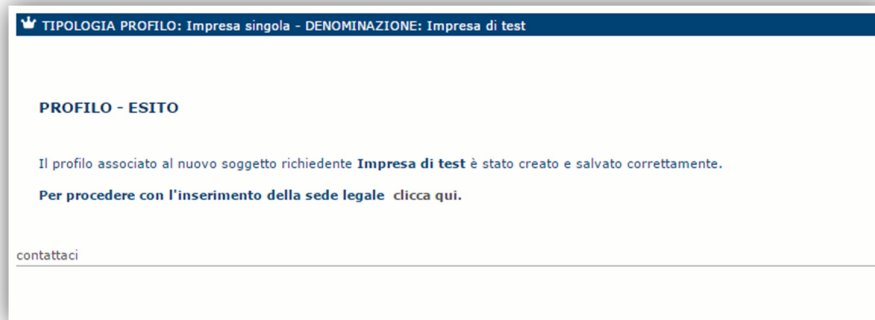 TIPOLOGIA PROFILO: Impresa singola - DENOMINAZIONE: Impresa di test
PROFILO - ESITO
Il profilo associato al nuovo soggetto richiedente Impresa di test è stato creato e salvato correttamente.
Per procedere con l'inserimento della sede legale clicca qui.
contattaci